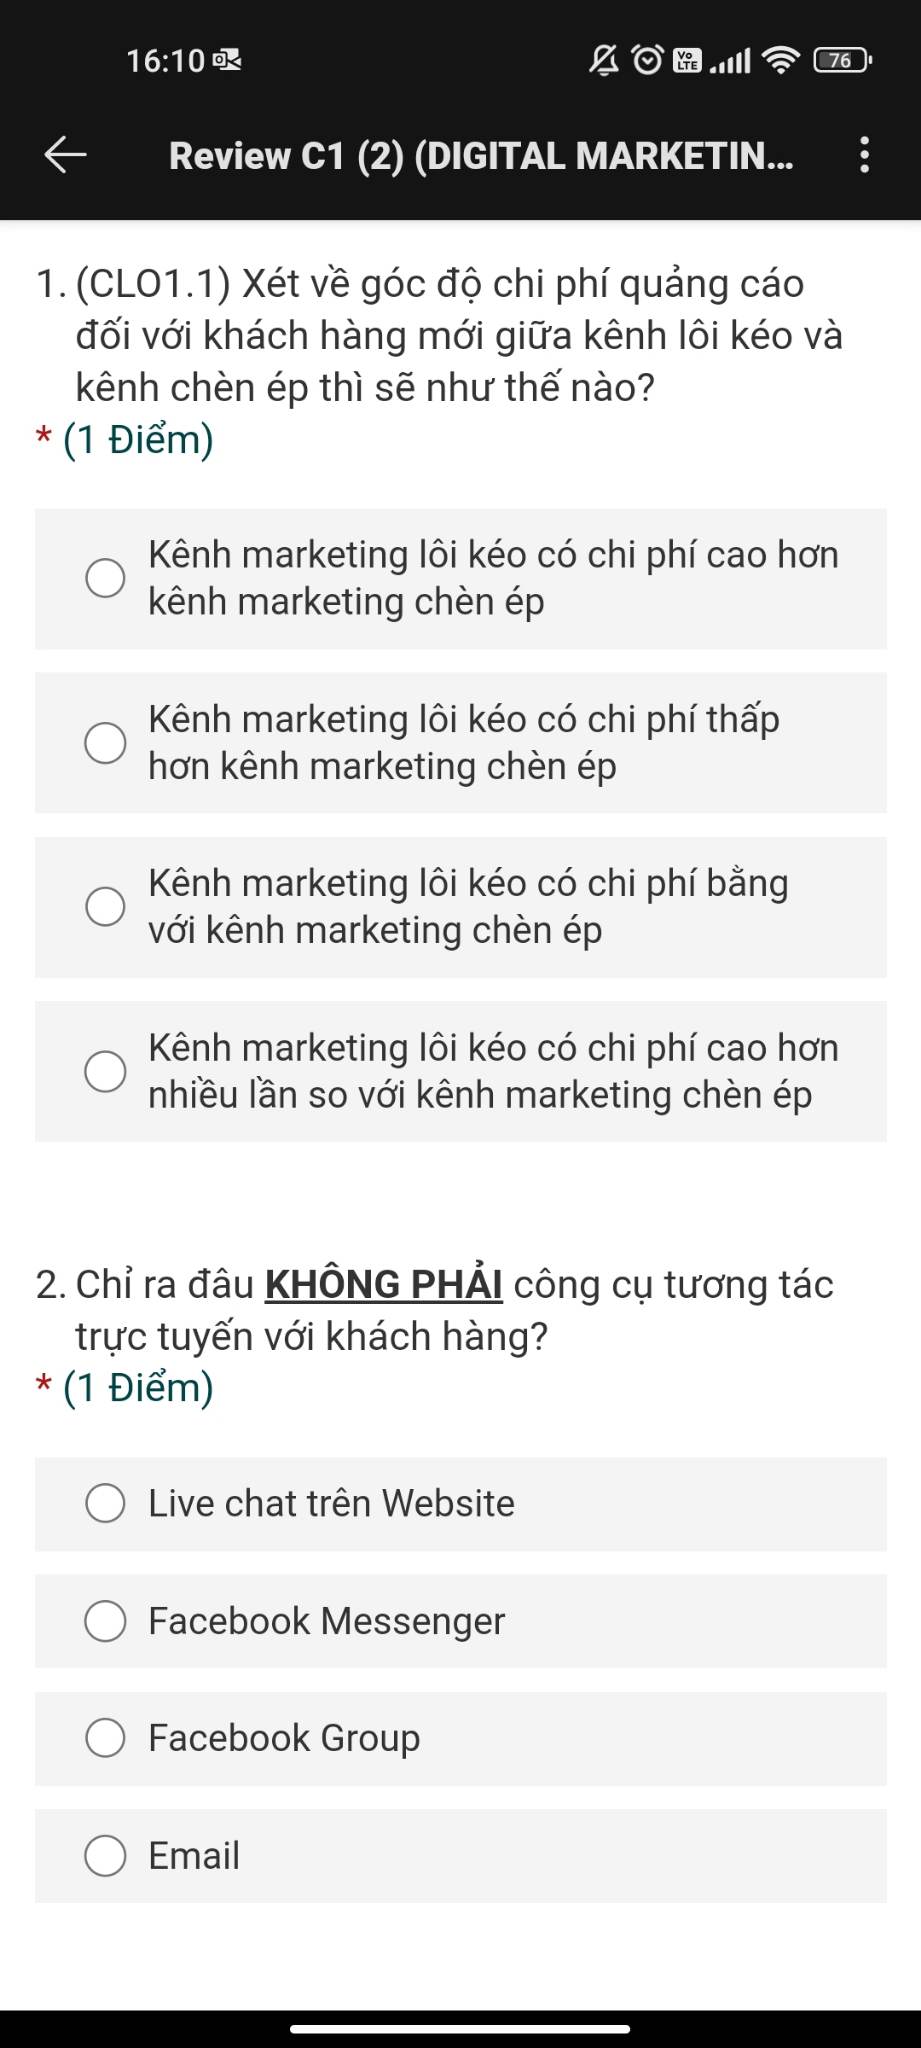 16:10
Vo
LTE
76
Review C1 (2) (DIGITAL MARKETIN...
1. (CLO1.1) Xét về góc độ chi phí quảng cáo
đối với khách hàng mới giữa kênh lôi kéo và
kênh chèn ép thì sẽ như thế nào?
* (1 Điểm)
Kênh marketing lôi kéo có chi phí cao hơn
kênh marketing chèn ép
Kênh marketing lôi kéo có chi phí thấp
hơn kênh marketing chèn ép
Kênh marketing lôi kéo có chi phí bằng
với kênh marketing chèn ép
Kênh marketing lôi kéo có chi phí cao hơn
nhiều lần so với kênh marketing chèn ép
2. Chỉ ra đâu KHÔNG PHẢI công cụ tương tác
trực tuyến với khách hàng?
* (1 Điểm)
Live chat trên Website
Facebook Messenger
Facebook Group
Email